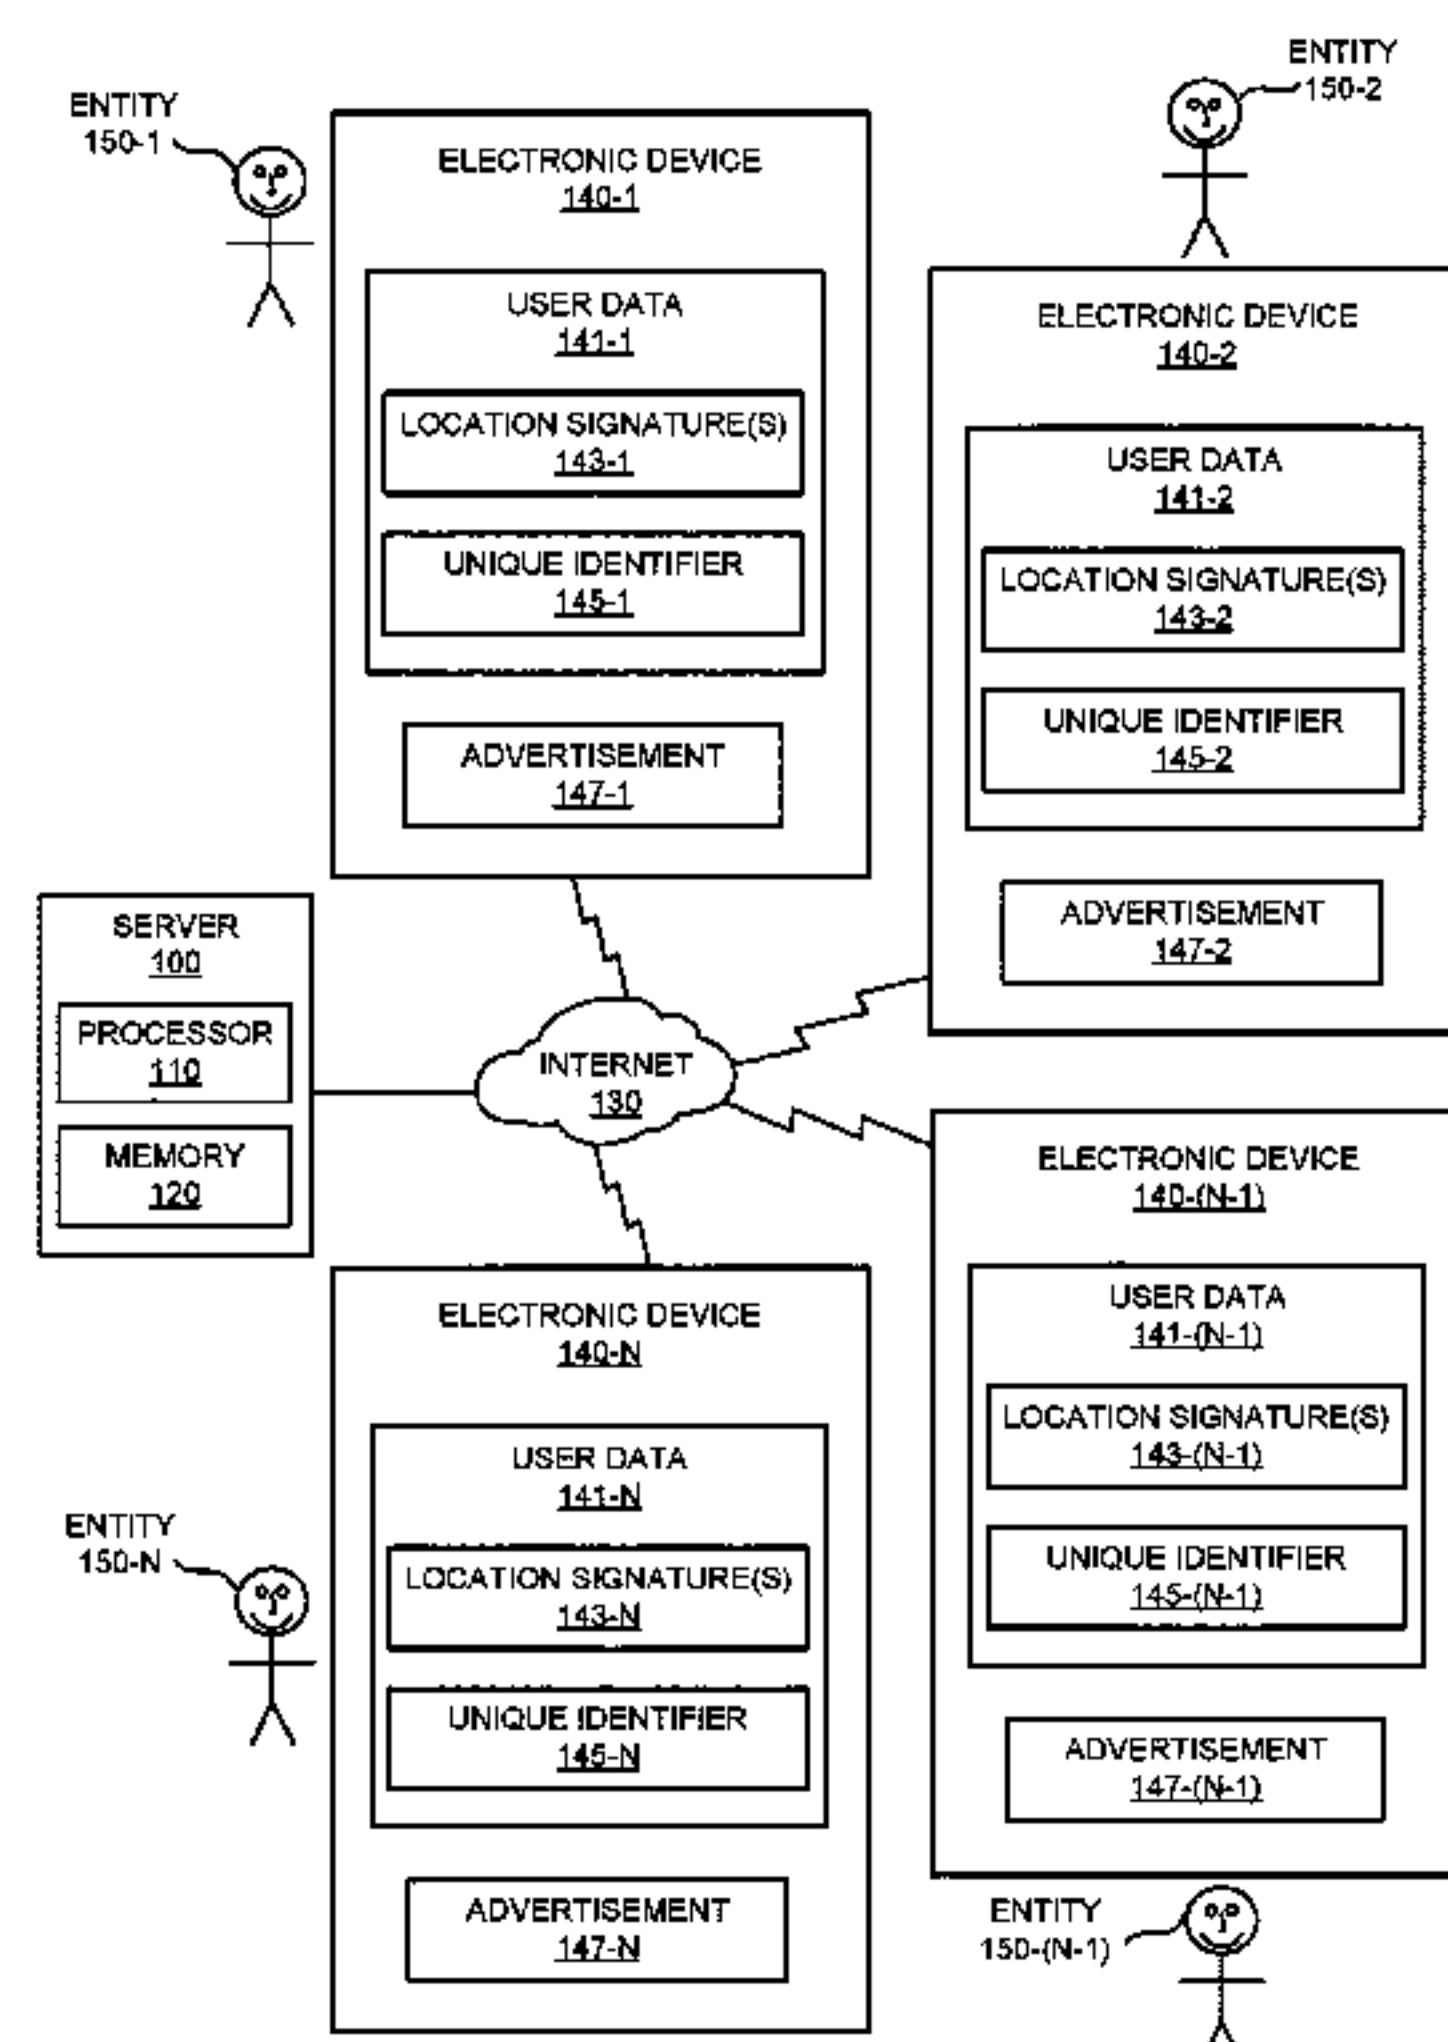 ENTITY
150-1
ELECTRONIC DEVICE
140-1
USER DATA
141-1
LOCATION SIGNATURE(S)
143-1
UNIQUE IDENTIFIER
145-1
ADVERTISEMENT
147-1
ENTITY
150-2
ELECTRONIC DEVICE
140-2
USER DATA
141-2
LOCATION SIGNATURE(S)
143-2
UNIQUE IDENTIFIER
145-2
ADVERTISEMENT
147-2
SERVER
100
PROCESSOR
110
MEMORY
120
INTERNET
130
ELECTRONIC DEVICE
140-(N-1)
USER DATA
141-(N-1)
LOCATION SIGNATURE(S)
143-(N-1)
UNIQUE IDENTIFIER
145-(N-1)
ADVERTISEMENT
147-(N-1)
ENTITY
150-(N-1)
ELECTRONIC DEVICE
140-N
USER DATA
141-N
LOCATION SIGNATURE(S)
143-N
UNIQUE IDENTIFIER
145-N
ADVERTISEMENT
147-N
ENTITY
150-N